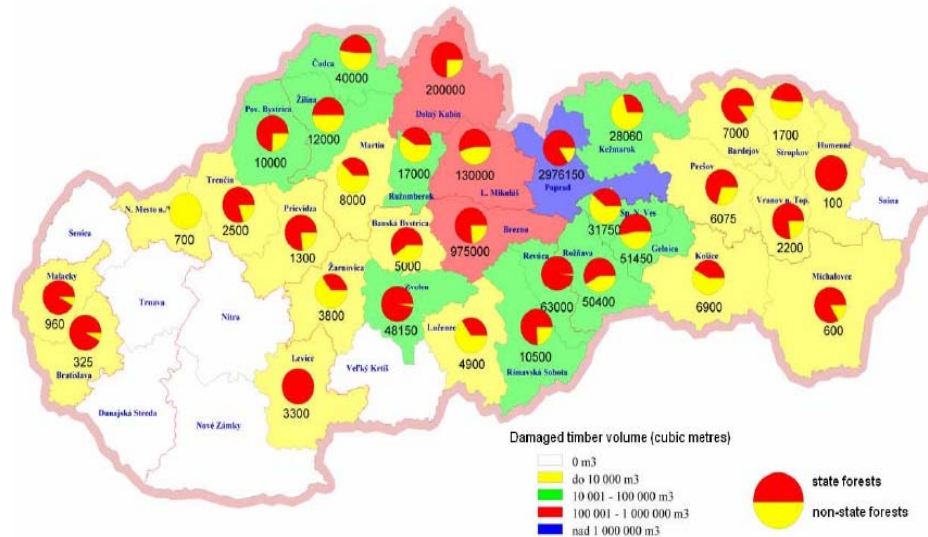 Čadca
40000
200000
Dolný Kubín
Pov. Bystrica
10000
Žilina
12000
Martin
8000
17000
Ružomberok
130000
L. Mikuláš
2976150
Poprad
28060
Kežmarok
7000
Bardejov
1700
Stropkov
Humenné
100
Snina
Prešov
6075
Vranov n. Top.
2200
Trenčín
2500
N. Mesto n./V
700
Prievidza
1300
Banská Bystrica
5000
975000
Brezno
Sp. N. Ves
31750
Gelnica
51450
Košice
6900
Michalovce
600
Senica
Malacky
960
325
Bratislava
Trnava
Nitra
Žarnovica
3800
Zvolen
48150
Revúca
63000
Rožňava
50400
10500
Rimavská Sobota
Lučenec
4900
Veľký Krtíš
Levice
3300
Dunajská Streda
Nové Zámky
Damaged timber volume (cubic metres)
0 m3
do 10 000 m3
10 001 - 100 000 m3
100 001 - 1 000 000 m3
nad 1 000 000 m3
state forests
non-state forests